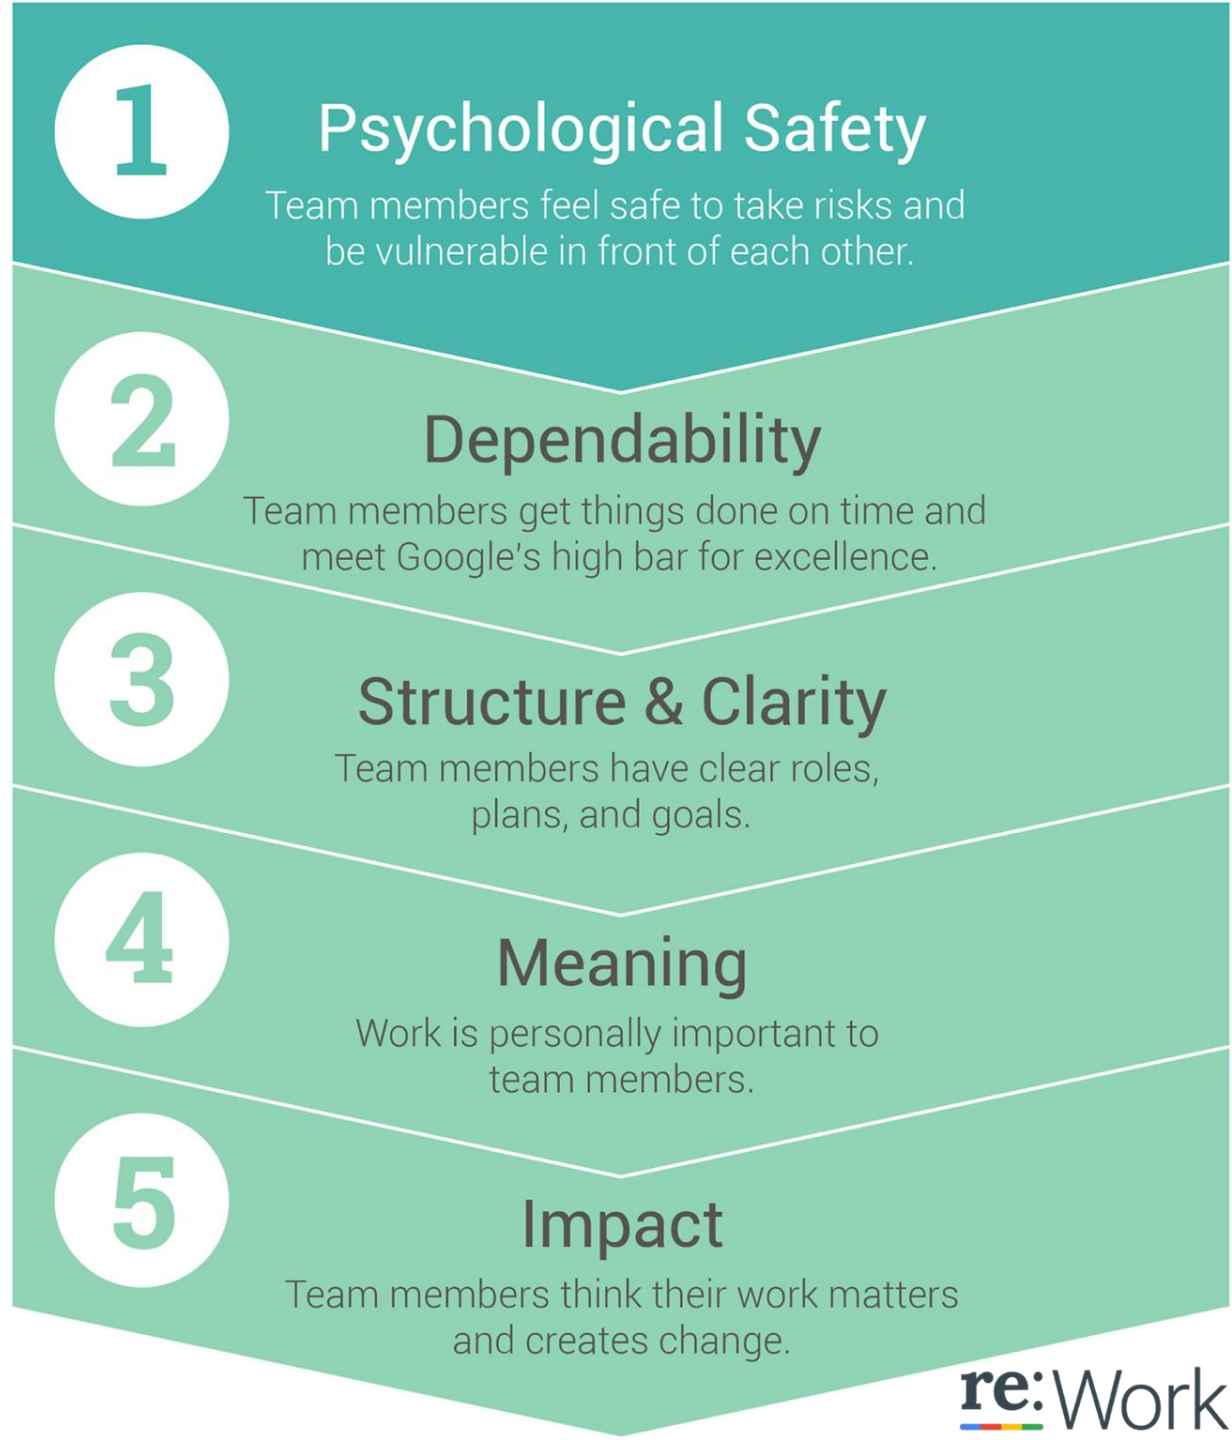 1
Psychological Safety
Team members feel safe to take risks and
be vulnerable in front of each other.
2
Dependability
Team members get things done on time and
meet Google's high bar for excellence.
3
Structure & Clarity
Team members have clear roles,
plans, and goals.
4
Meaning
Work is personally important to
team members.
5
Impact
Team members think their work matters
and creates change.
re:Work